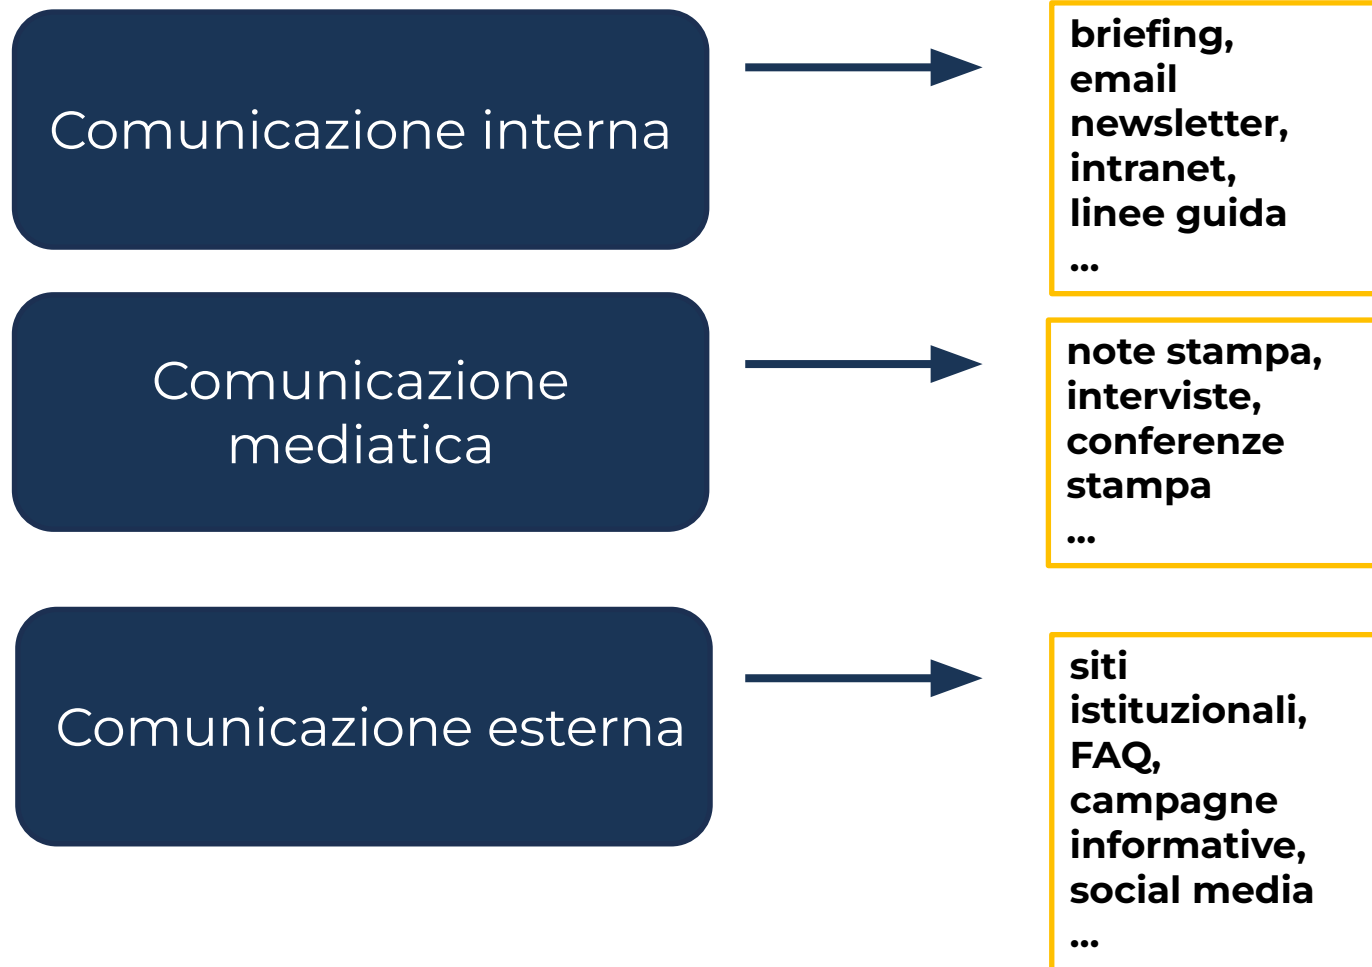 Comunicazione interna
briefing,
email
newsletter,
intranet,
linee guida
...
Comunicazione
mediatica
note stampa,
interviste,
conferenze
stampa
...
Comunicazione esterna
siti
istituzionali,
FAQ,
campagne
informative,
social media
...